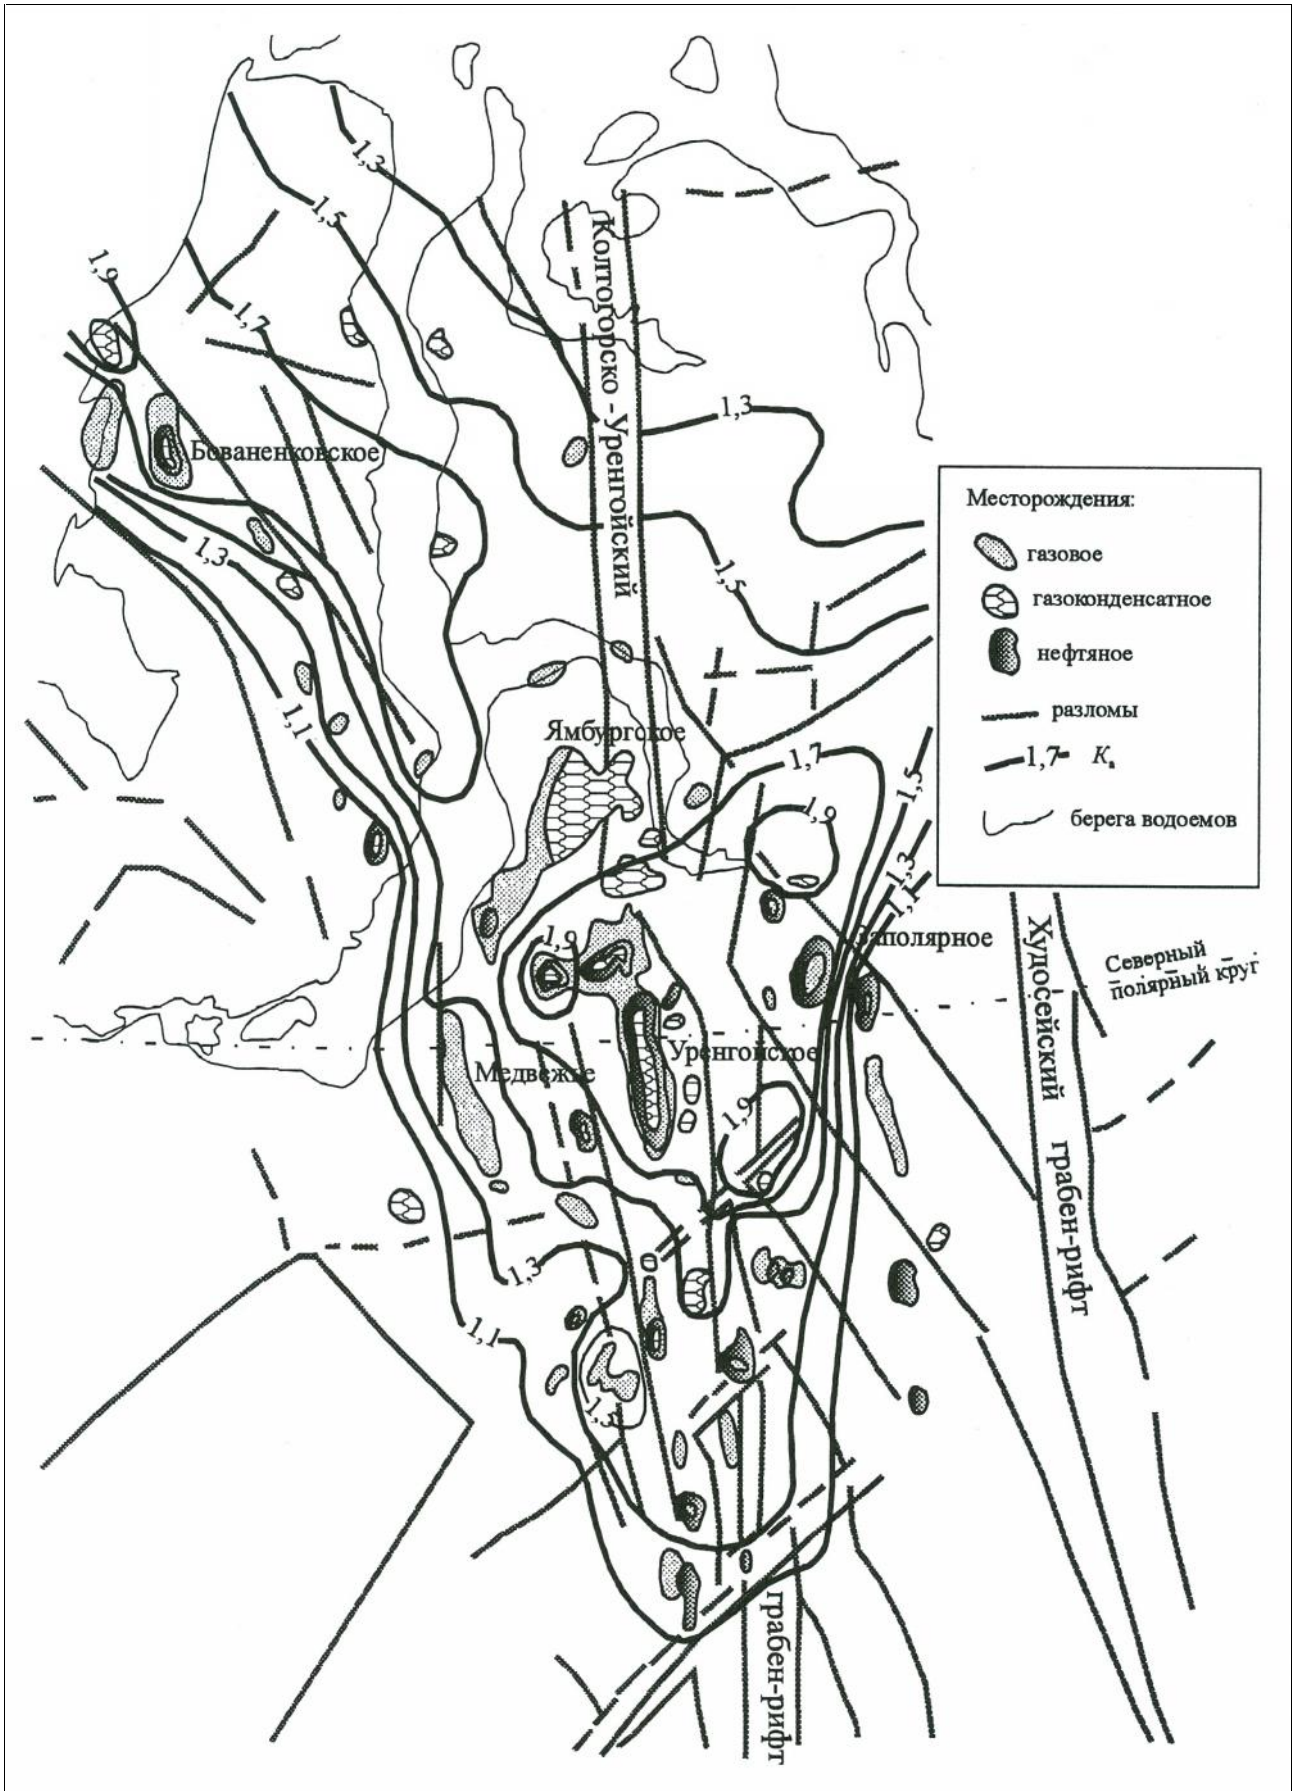 1,3
1,5
1,9
1,7
Колтогорско - Уренгойский
1,3
Бованенковское
Месторождения:
газовое
газоконденсатное
нефтяное
разломы
1,7 Kₐ
берега водоемов
1,3
1,5
1,1
Ямбургское
1,7
1,5
1,9
1,3
1,1
Заполярное
1,9
Худосейский грабен-рифт
Северный
полярный круг
Уренгойское
Медвежье
1,9
1,3
1,1
1,5
грабен-рифт